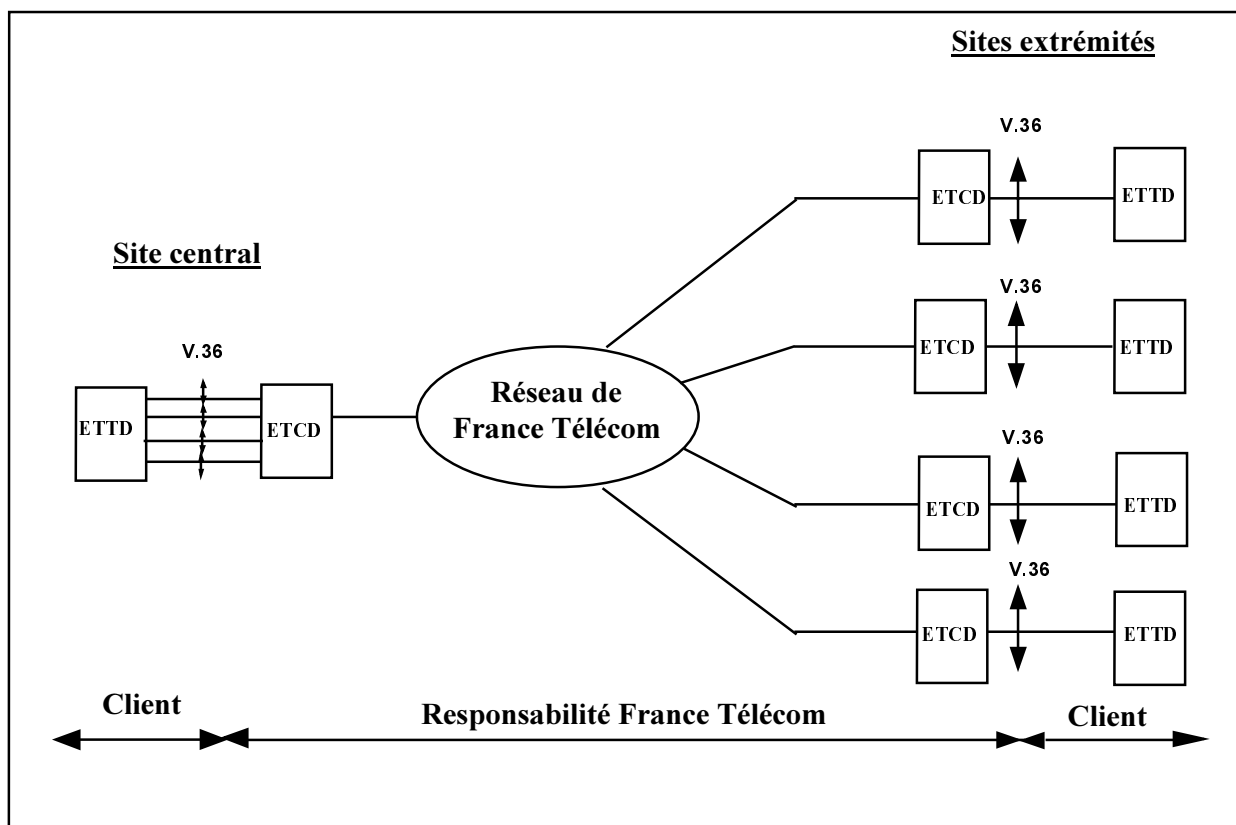 Sites extrémités
V.36
ETCD
ETTD
Site central
V.36
ETCD
ETTD
V.36
ETTD
ETCD
Réseau de
France Télécom
V.36
ETCD
ETTD
V.36
ETCD
ETTD
Client
Responsabilité France Télécom
Client